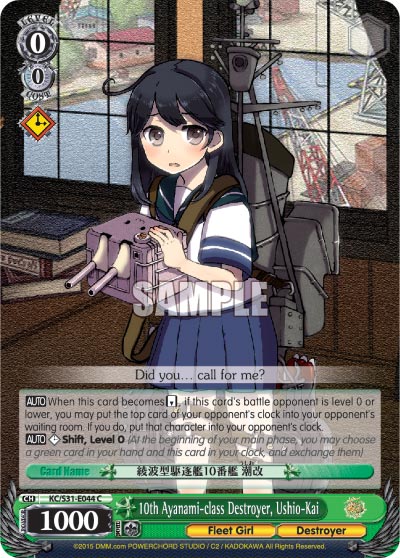 LEVEL
0
0
COST
SAMPLE
Did you... call for me?
AUTO When this card becomes [▼], if this card's battle opponent is level 0 or
lower, you may put the top card of your opponent's clock into your opponent's
waiting room. If you do, put that character into your opponent's clock.
AUTO Shift, Level 0 (At the beginning of your main phase, you may choose
a green card in your hand and this card in your clock, and exchange them)
Card Name 綾波型駆逐艦10番艦 潮改
CH KC/S31-E044 C
POWER 1000 SOUL
10th Ayanami-class Destroyer, Ushio-Kai
Fleet Girl Destroyer
©2015 DMM.com POWERCHORD STUDIO / C2 / KADOKAWA All Rights Reserved.